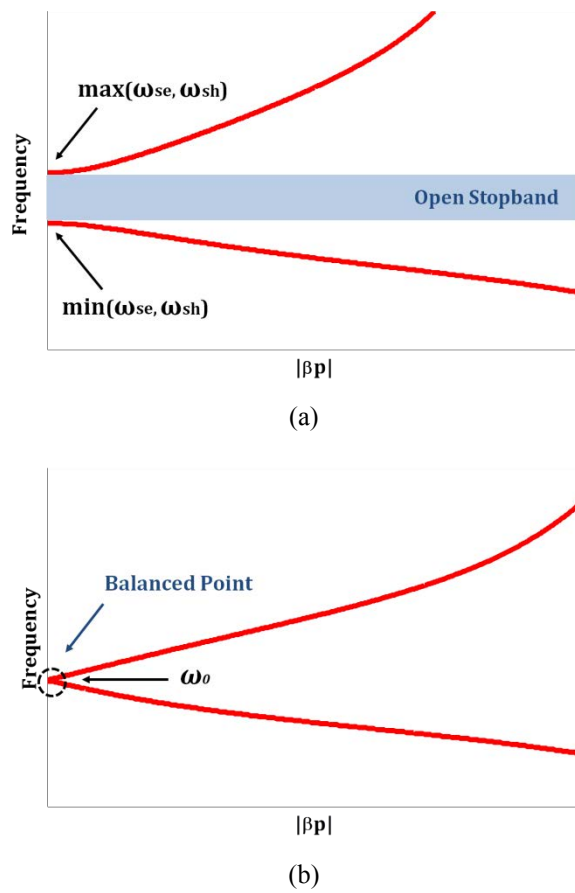 max(ωse, ωsh)
Frequency
Open Stopband
min(ωse, ωsh)
|βp|
(a)
Balanced Point
Frequency
ω0
|βp|
(b)